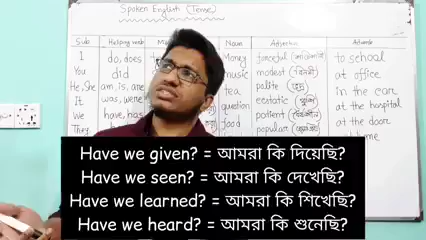 Spoken English (Tense)
Sub Helping verb Noun Adjective Adverb
I do, does Money forceful to school
You did music modest at office
He, She am, is, are tea polite in the car
It was, were question ecstatic at the hospital
We have, has food patient at the door
They popular
Have we given? = আমরা কি দিয়েছি?
Have we seen? = আমরা কি দেখেছি?
Have we learned? = আমরা কি শিখেছি?
Have we heard? = আমরা কি শুনেছি?